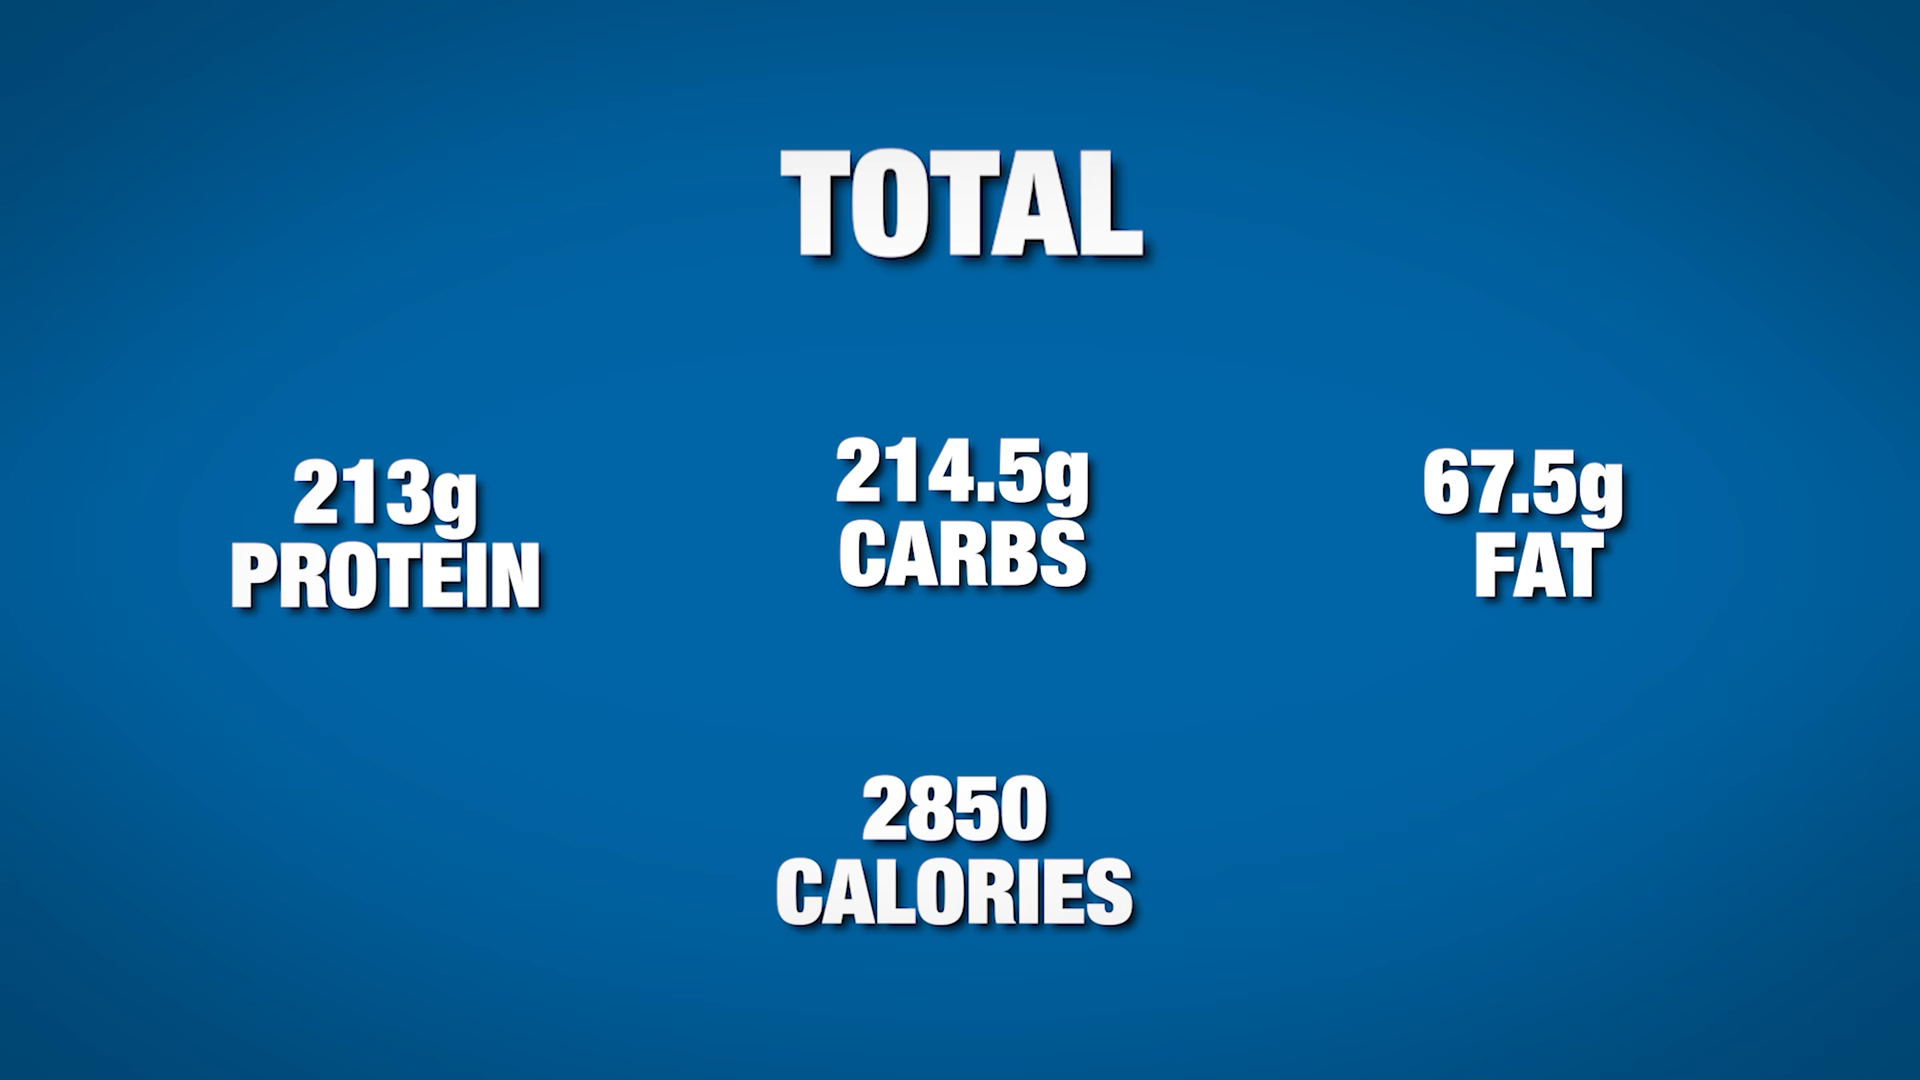 TOTAL
213g
PROTEIN
214.5g
CARBS
67.5g
FAT
2850
CALORIES